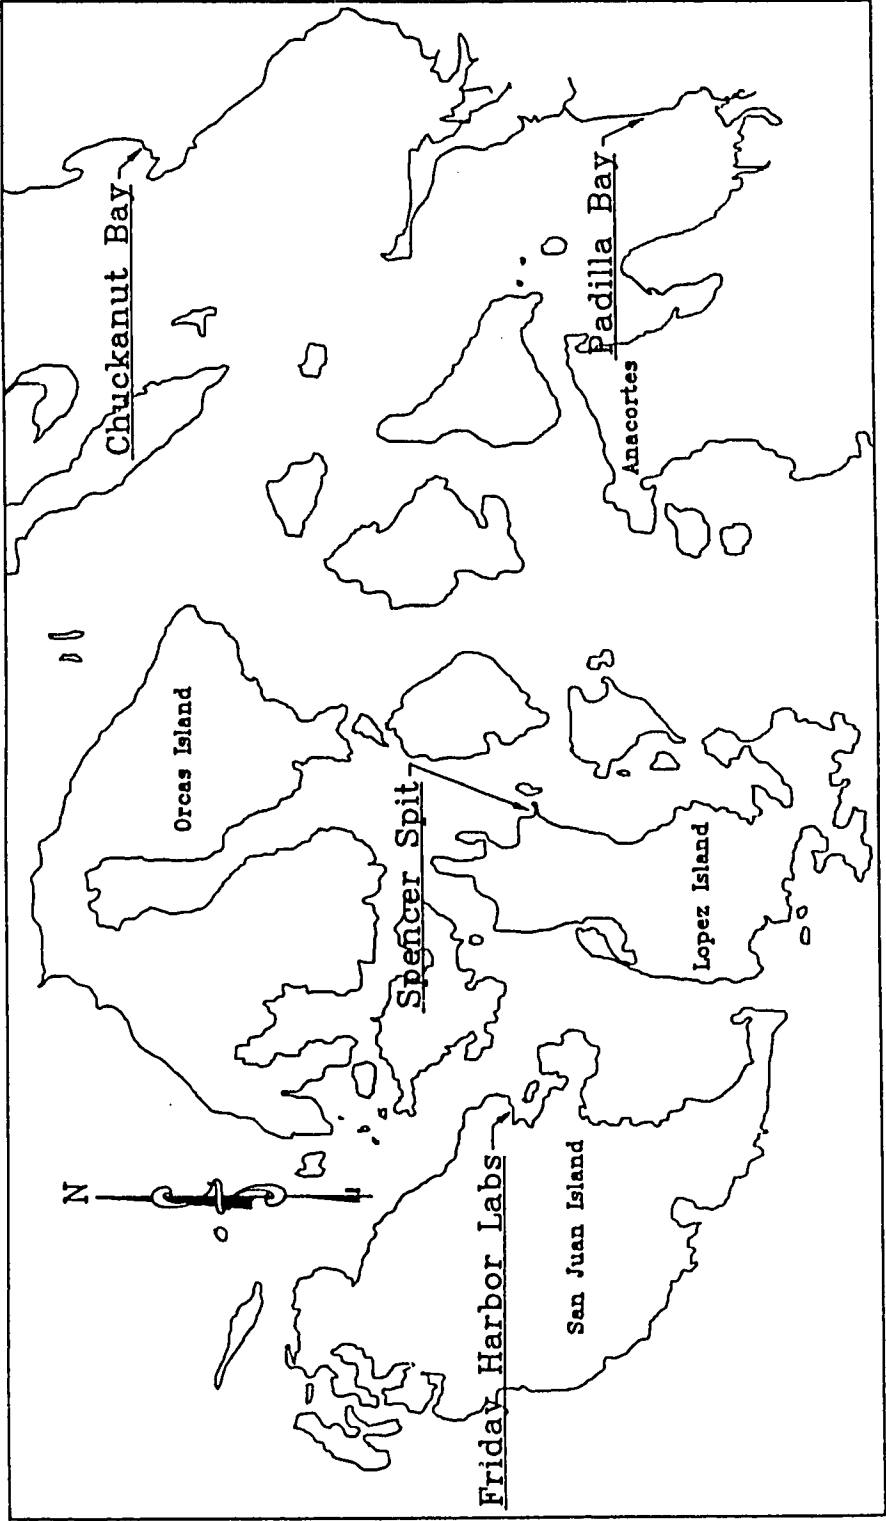 N
Chuckanut Bay
Orcas Island
Spencer Spit
Friday Harbor Labs
San Juan Island
Padilla Bay
Anacortes
Lopez Island